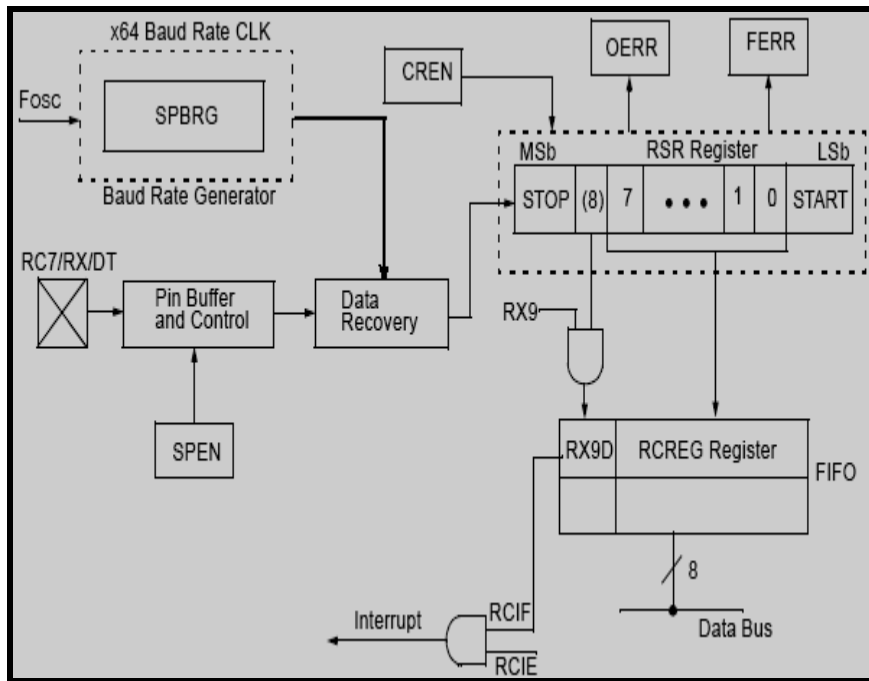 x64 Baud Rate CLK
Fosc
SPBRG
Baud Rate Generator
CREN
OERR
FERR
MSb RSR Register LSb
STOP (8) 7 ••• 1 0 START
RC7/RX/DT
Pin Buffer
and Control
Data
Recovery
SPEN
RX9
RX9D RCREG Register
FIFO
8
Data Bus
Interrupt
RCIF
RCIE